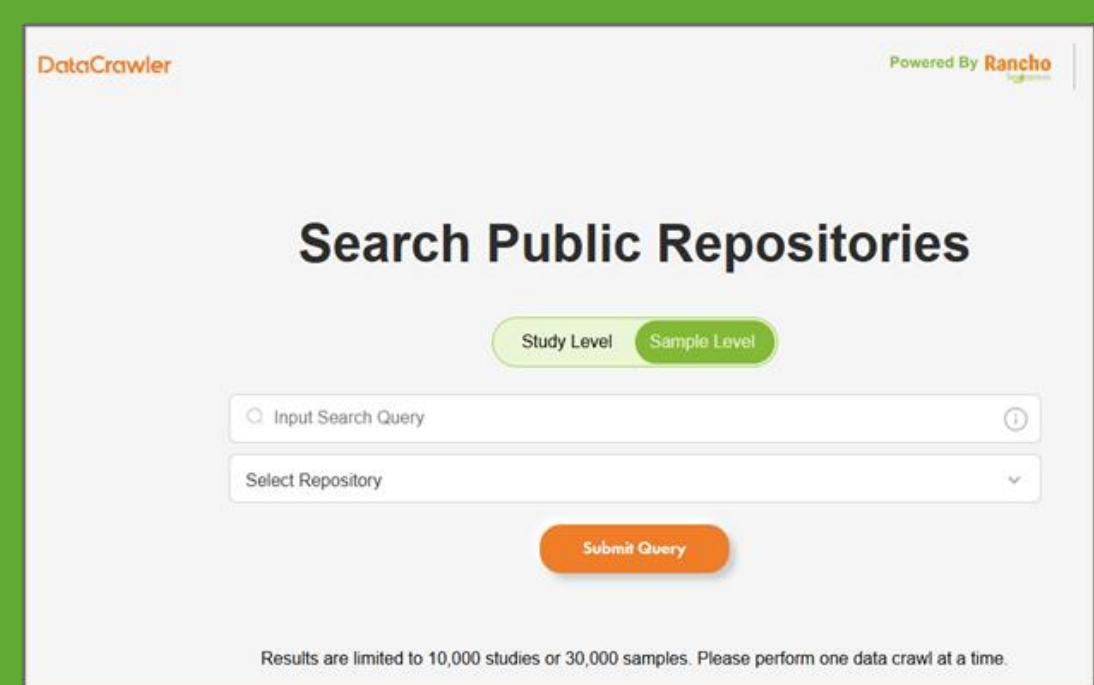 DataCrawler
Powered By Rancho
Search Public Repositories
Study Level
Sample Level
Input Search Query
Select Repository
Submit Query
Results are limited to 10,000 studies or 30,000 samples. Please perform one data crawl at a time.